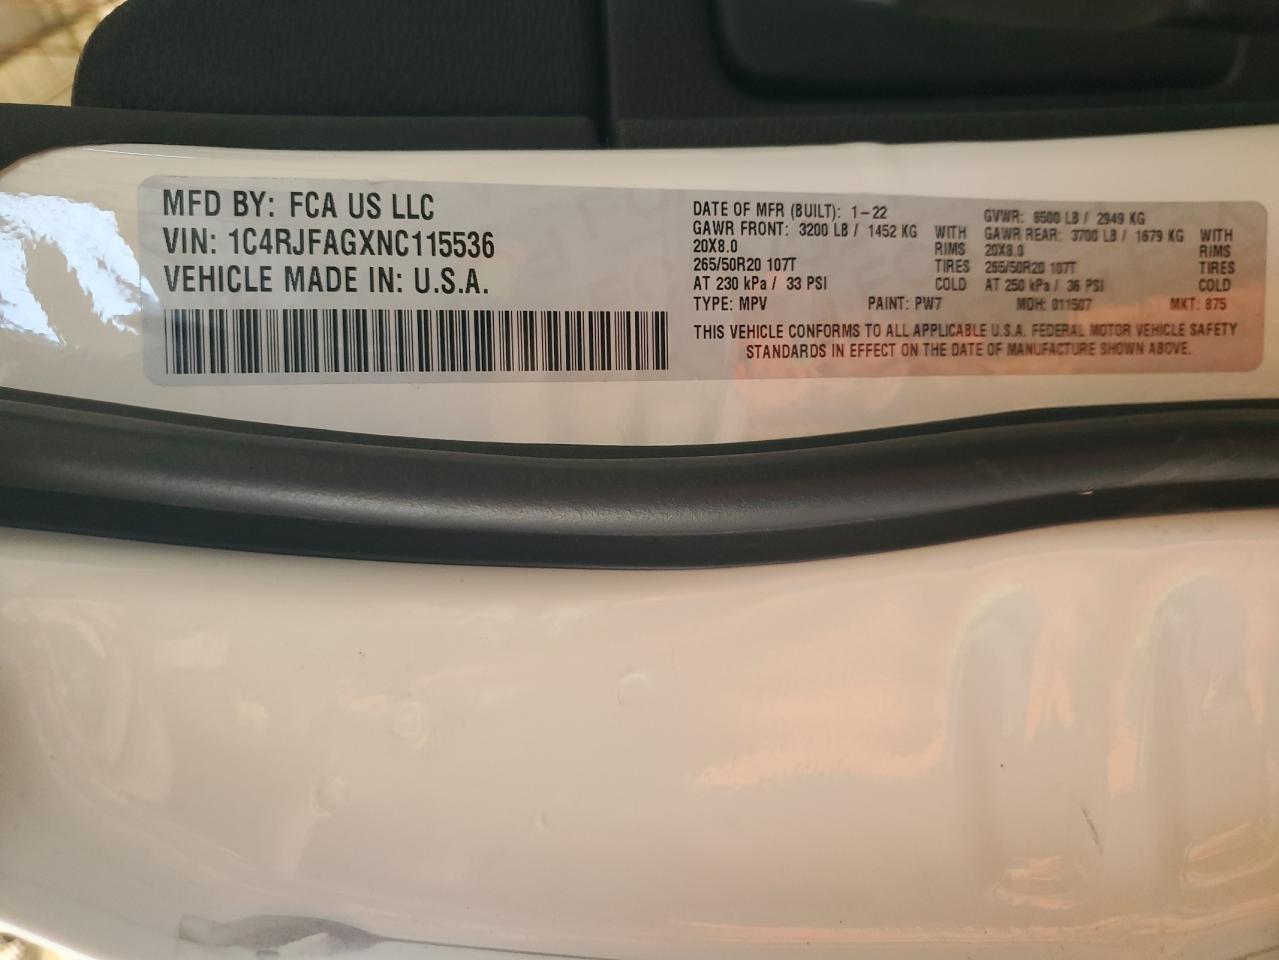 MFD BY: FCA US LLC
VIN: 1C4RJFAGXNC115536
VEHICLE MADE IN: U.S.A.
DATE OF MFR (BUILT): 1-22 GVWR: 6500 LB / 2949 KG
GAWR FRONT: 3200 LB / 1452 KG WITH GAWR REAR: 3700 LB / 1679 KG WITH
20X8.0 RIMS 20X8.0 RIMS
265/50R20 107T TIRES 265/50R20 107T TIRES
AT 230 kPa / 33 PSI COLD AT 250 kPa / 36 PSI COLD
TYPE: MPV PAINT: PW7 MDH: 011507 MKT: 875
THIS VEHICLE CONFORMS TO ALL APPLICABLE U.S.A. FEDERAL MOTOR VEHICLE SAFETY
STANDARDS IN EFFECT ON THE DATE OF MANUFACTURE SHOWN ABOVE.